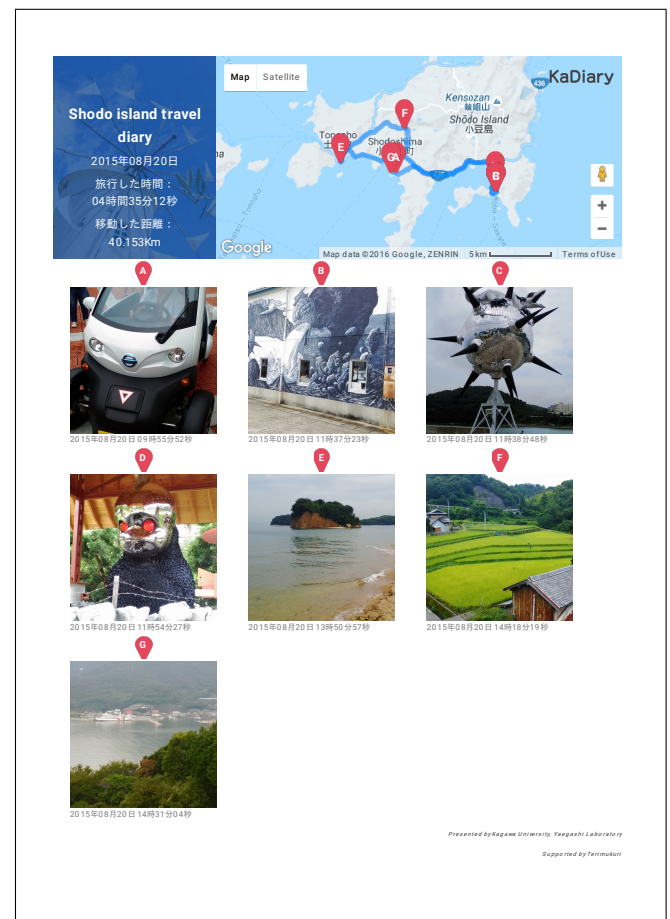 Shodo island travel
diary
2015年08月20日
旅行した時間：
04時間35分12秒
移動した距離：
40.153Km
Map Satellite
KaDiary
436
Kensozan
Shōdo Island
小豆島
Shodoshima
F
E
G A
B
Google
Map data ©2016 Google, ZENRIN 5 km Terms of Use
A
B
C
2015年08月20日 09時55分52秒
2015年08月20日 11時37分23秒
2015年08月20日 11時38分48秒
D
E
F
2015年08月20日 11時54分27秒
2015年08月20日 13時50分57秒
2015年08月20日 14時18分19秒
G
2015年08月20日 14時31分04秒
Presented by Kagawa University, Yaegashi Laboratory
Supported by Terimukuri